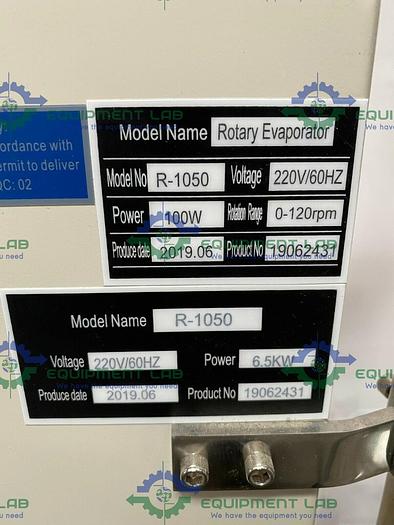 y:
ordance with
ermit to deliver
QC: 02
Model Name Rotary Evaporator
Model No R-1050 Voltage 220V/60HZ
Power 100W Rotation Range 0-120rpm
Produce date 2019.06 Product No 19062431
Model Name R-1050
Voltage 220V/60HZ Power 6.5KW
Produce date 2019.06 Product No 19062431
EQUIPMENT LAB
We have the equipment you need